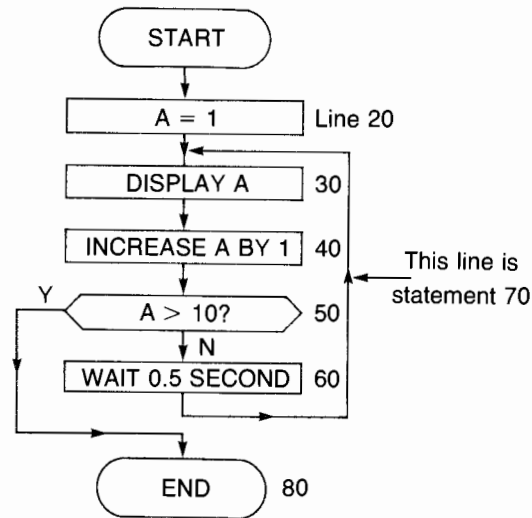 START
A = 1 Line 20
DISPLAY A 30
INCREASE A BY 1 40
Y A > 10? 50
This line is
statement 70
N
WAIT 0.5 SECOND 60
END 80